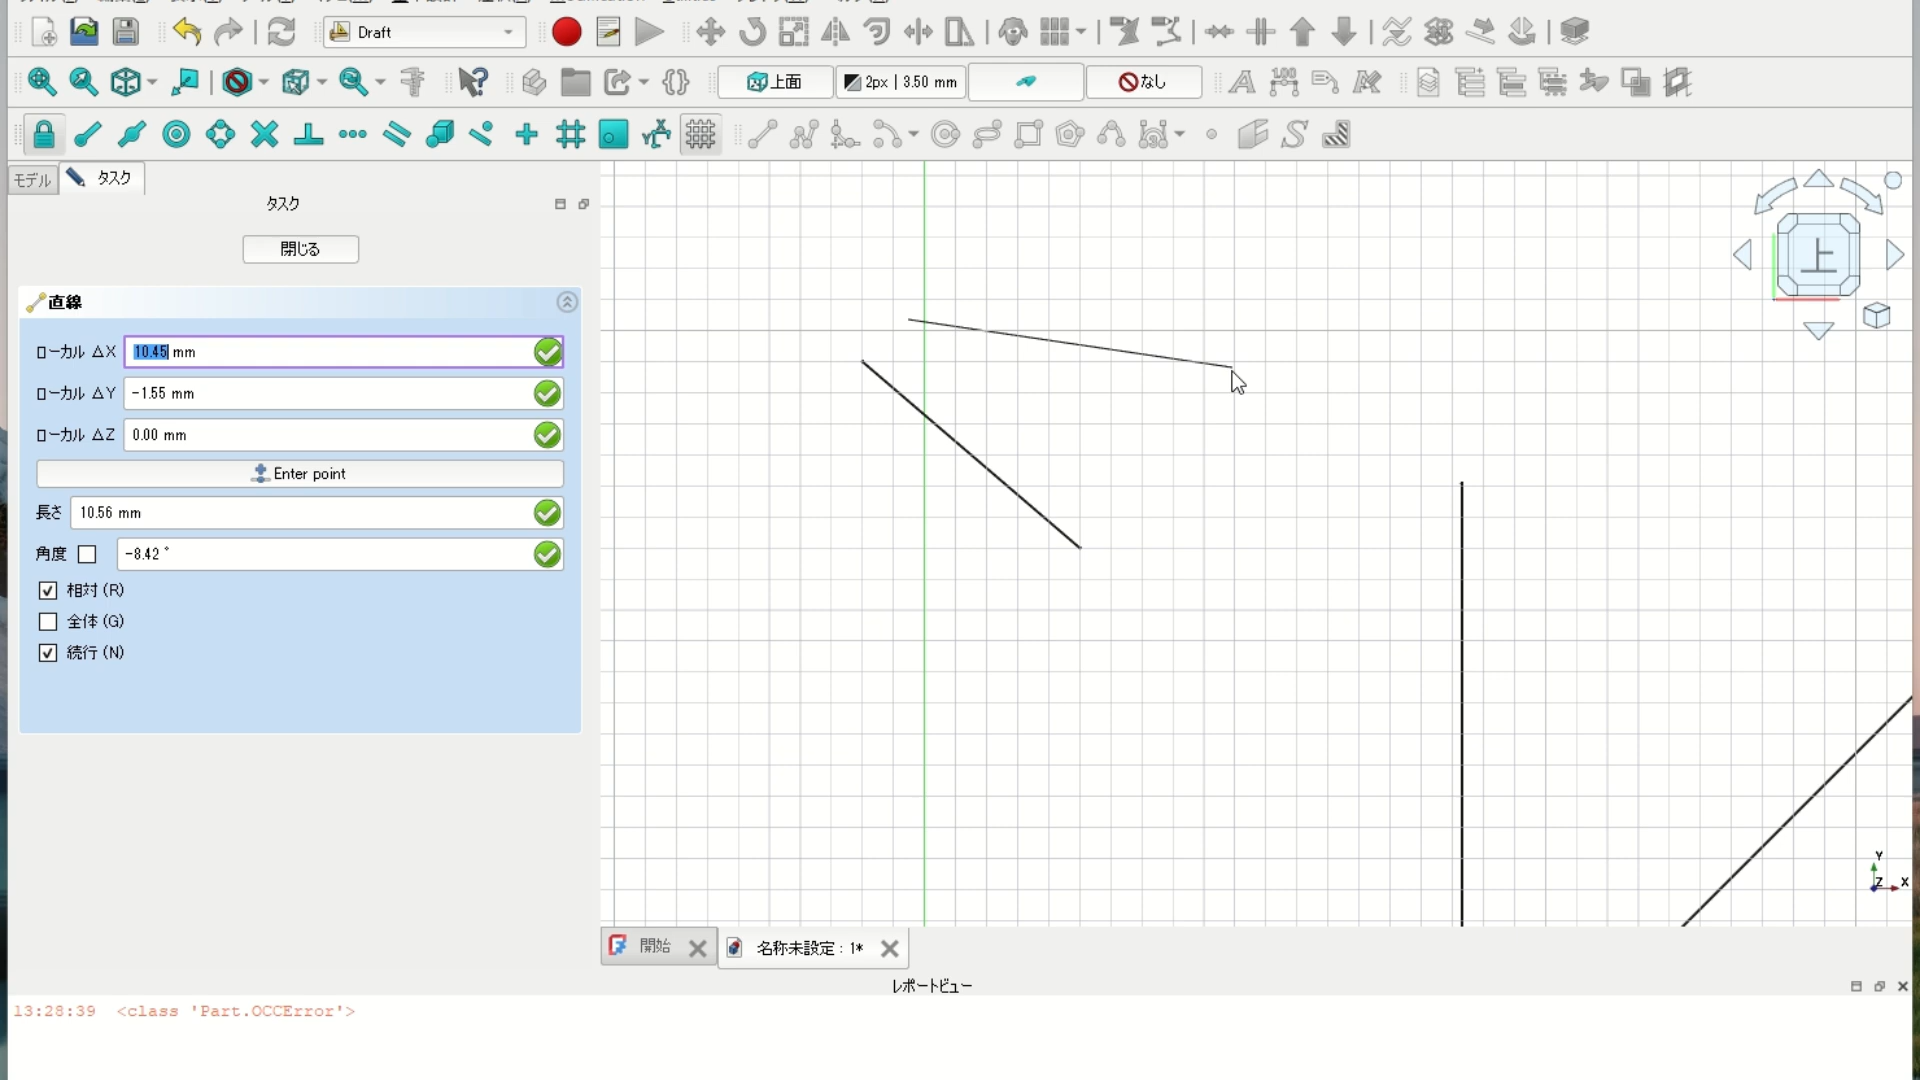 Draft
上面
2px | 3.50 mm
なし
モデル
タスク
タスク
閉じる
直線
ローカル ΔX 10.45 mm
ローカル ΔY -1.55 mm
ローカル ΔZ 0.00 mm
Enter point
長さ 10.56 mm
角度 -8.42 °
相対 (R)
全体 (G)
続行 (N)
上
Y
Z X
開始
名称未設定 : 1*
レポートビュー
13:28:39 <class 'Part.OCCError'>